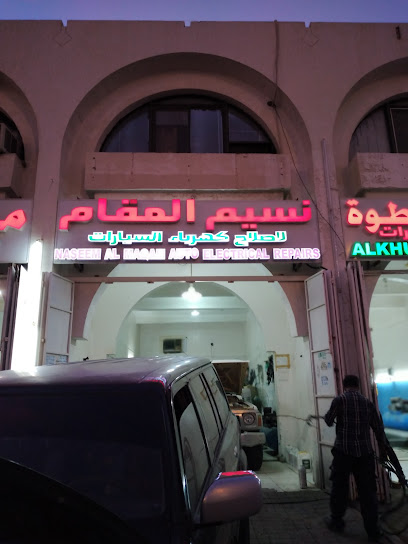 نسيم المقام
لاصلاح كهرباء السيارات
NASEEM AL MAQAM AUTO ELECTRICAL REPAIRS
ALKHU